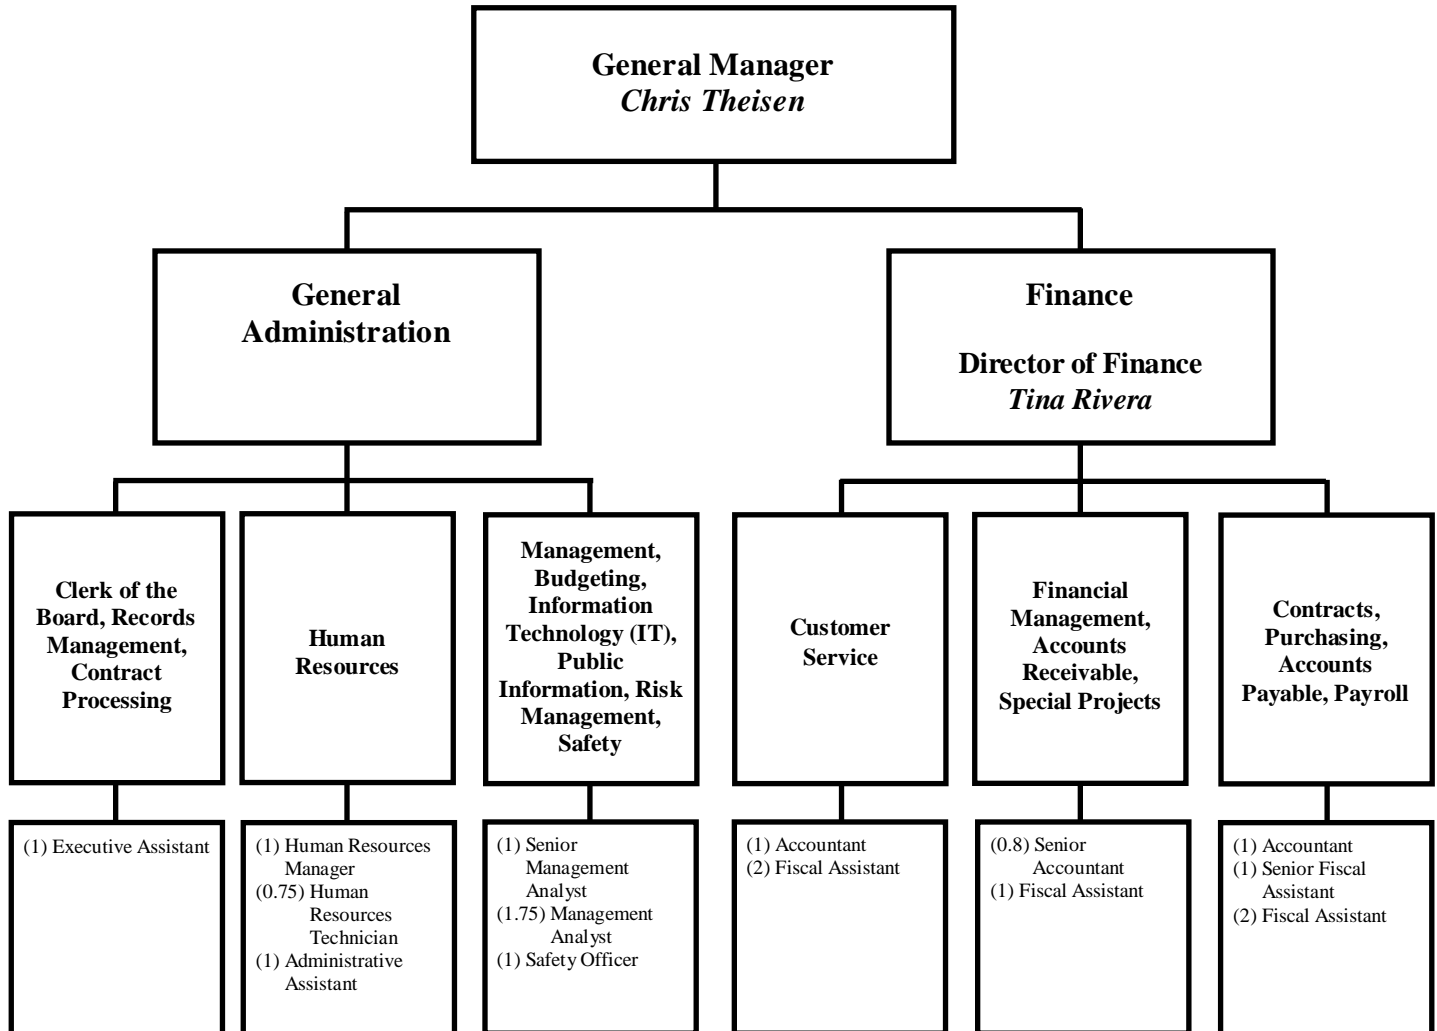 General Manager
Chris Theisen
General
Administration
Finance
Director of Finance
Tina Rivera
Clerk of the
Board, Records
Management,
Contract
Processing
Human
Resources
Management,
Budgeting,
Information
Technology (IT),
Public
Information, Risk
Management,
Safety
Customer
Service
Financial
Management,
Accounts
Receivable,
Special Projects
Contracts,
Purchasing,
Accounts
Payable, Payroll
(1) Executive Assistant
(1) Human Resources
Manager
(0.75) Human
Resources
Technician
(1) Administrative
Assistant
(1) Senior
Management
Analyst
(1.75) Management
Analyst
(1) Safety Officer
(1) Accountant
(2) Fiscal Assistant
(0.8) Senior
Accountant
(1) Fiscal Assistant
(1) Accountant
(1) Senior Fiscal
Assistant
(2) Fiscal Assistant